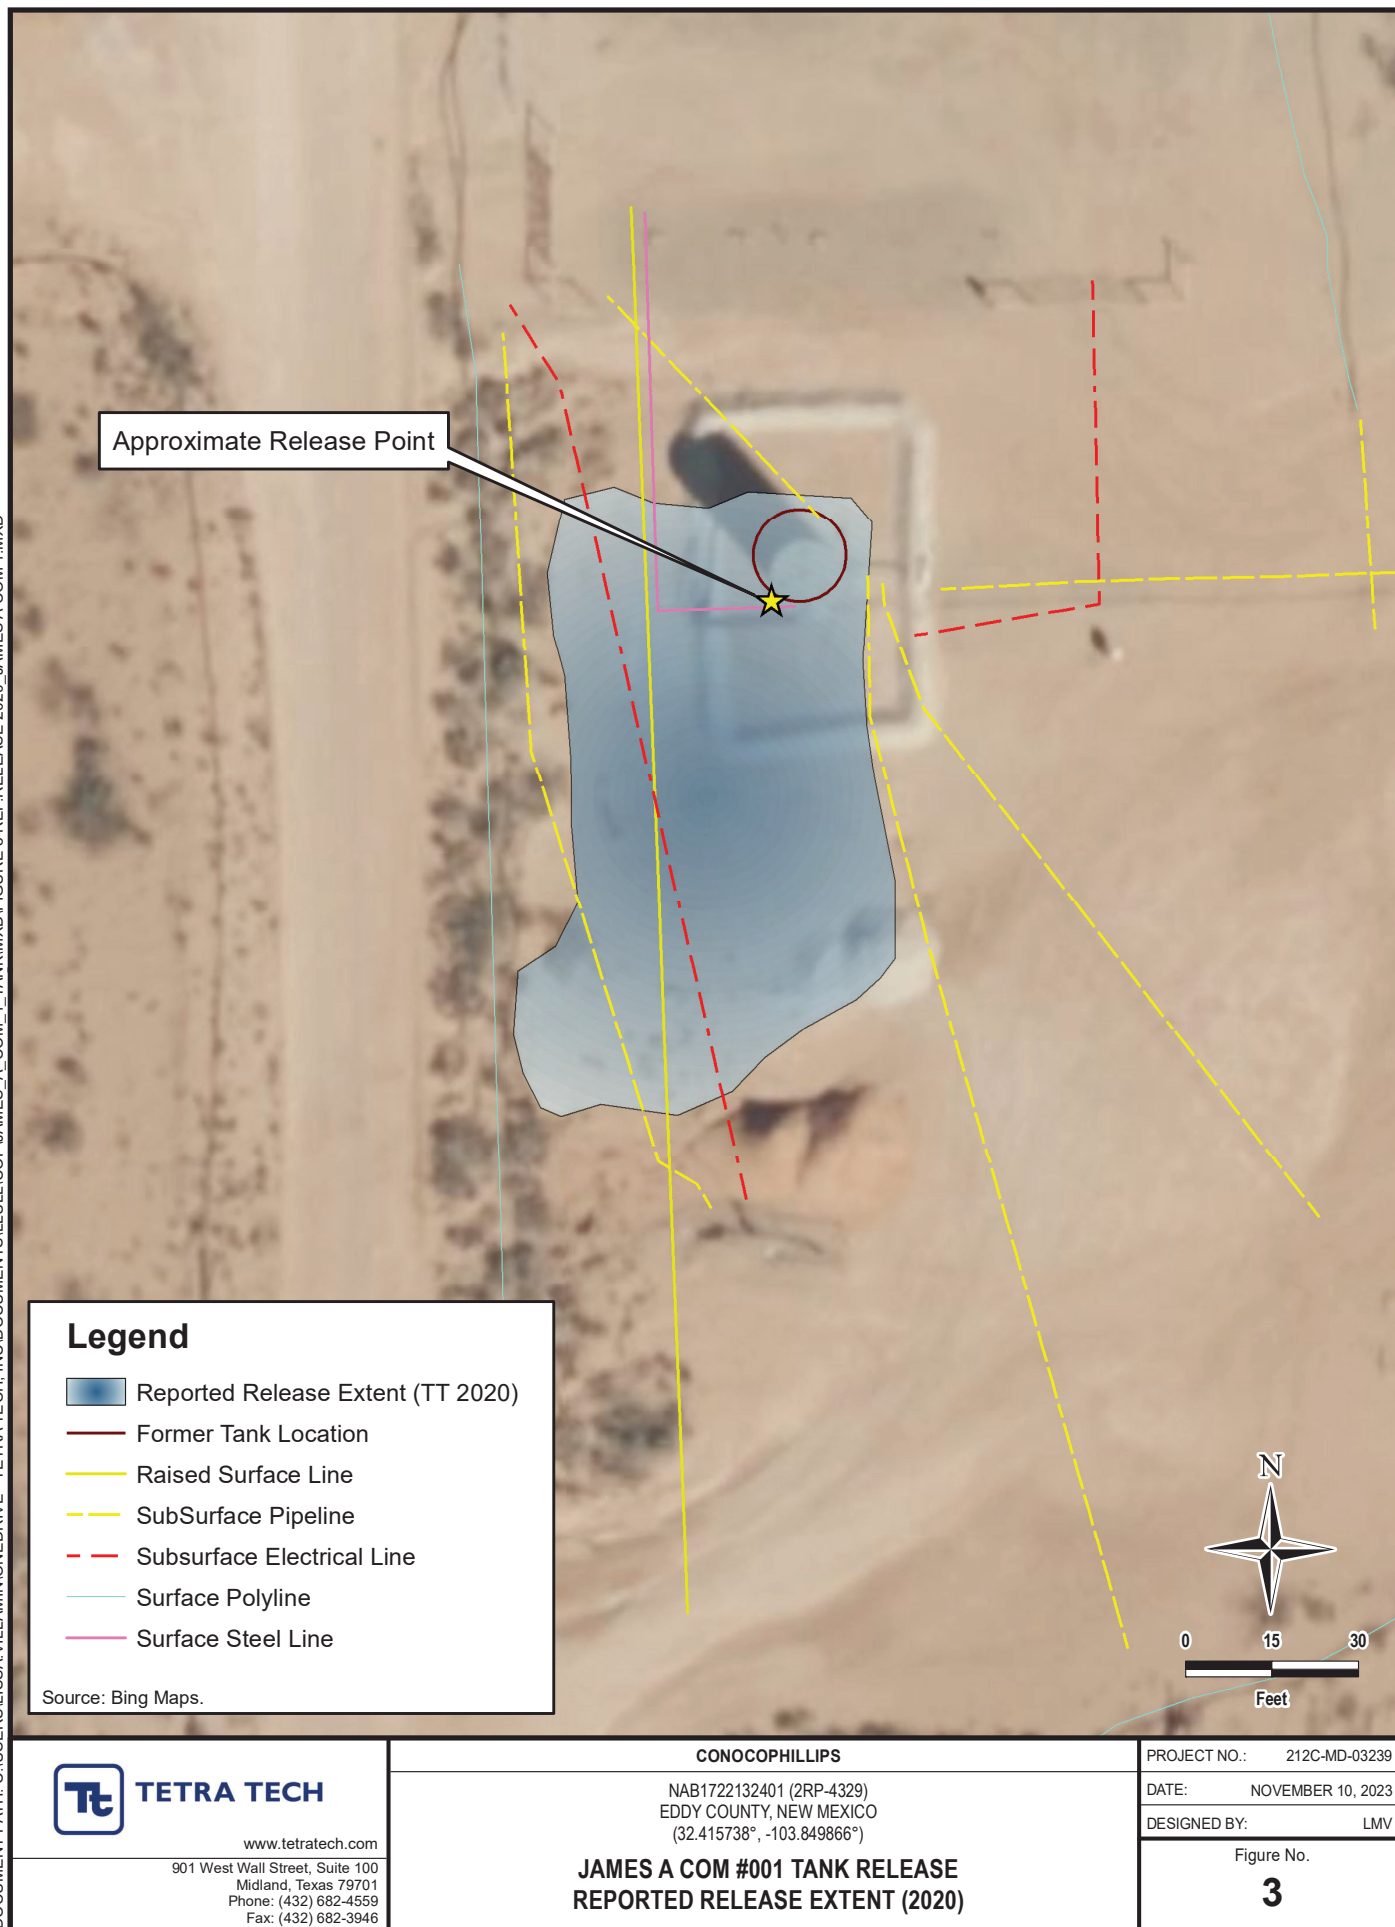 Approximate Release Point
Legend
Reported Release Extent (TT 2020)
Former Tank Location
Raised Surface Line
SubSurface Pipeline
Subsurface Electrical Line
Surface Polyline
Surface Steel Line
Source: Bing Maps.
N
0 15 30
Feet
TETRA TECH
www.tetratech.com
901 West Wall Street, Suite 100
Midland, Texas 79701
Phone: (432) 682-4559
Fax: (432) 682-3946
CONOCOPHILLIPS
NAB1722132401 (2RP-4329)
EDDY COUNTY, NEW MEXICO
(32.415738°, -103.849866°)
JAMES A COM #001 TANK RELEASE
REPORTED RELEASE EXTENT (2020)
PROJECT NO.: 212C-MD-03239
DATE: NOVEMBER 10, 2023
DESIGNED BY: LMV
Figure No.
3